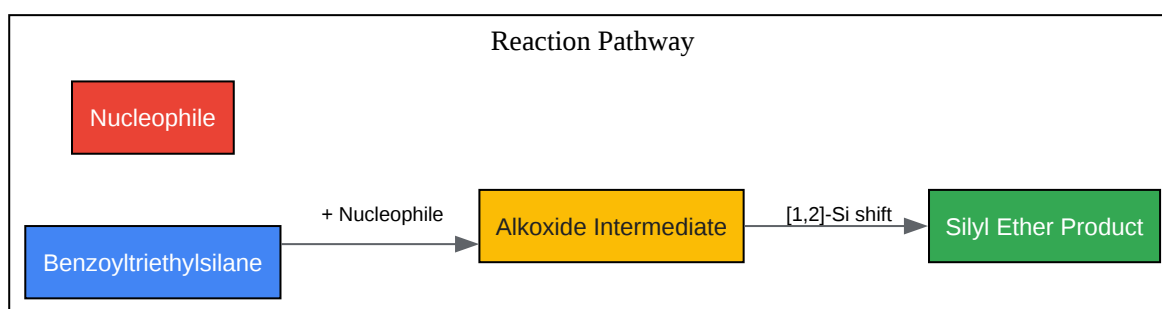 Reaction Pathway
Nucleophile
+ Nucleophile
[1,2]-Si shift
Alkoxide Intermediate
Silyl Ether Product
Benzoyltriethylsilane